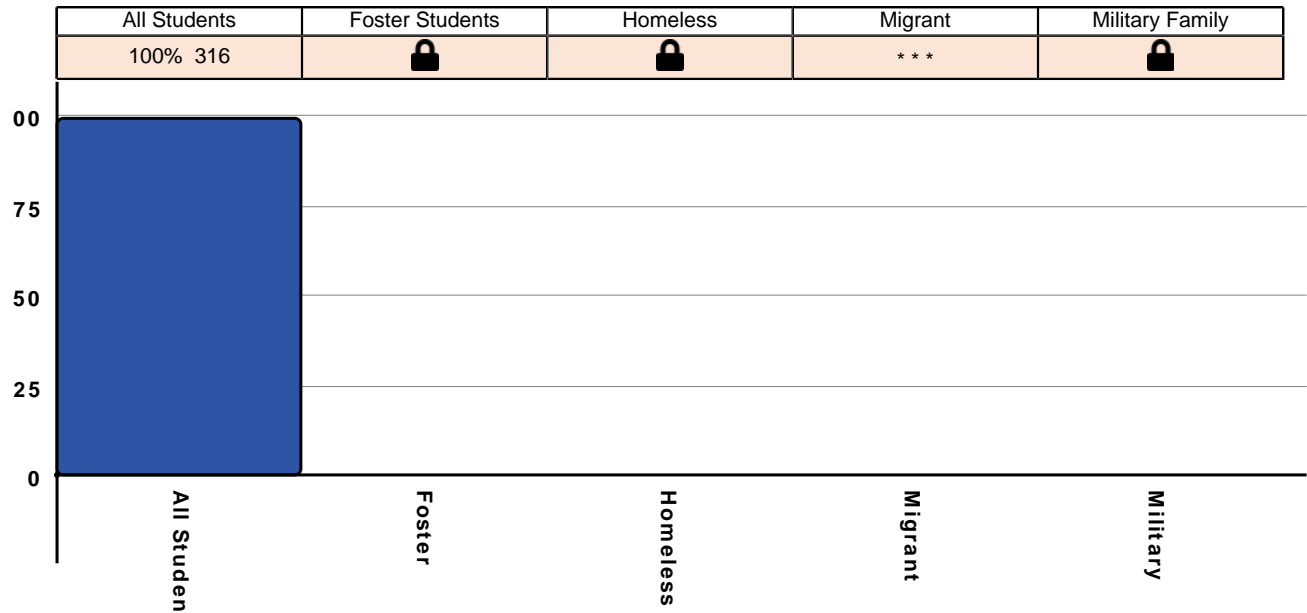 All Students Foster Students Homeless Migrant Military Family
100% 316 * * *
00
75
50
25
0
All Studen
Foster
Homeless
Migrant
Military